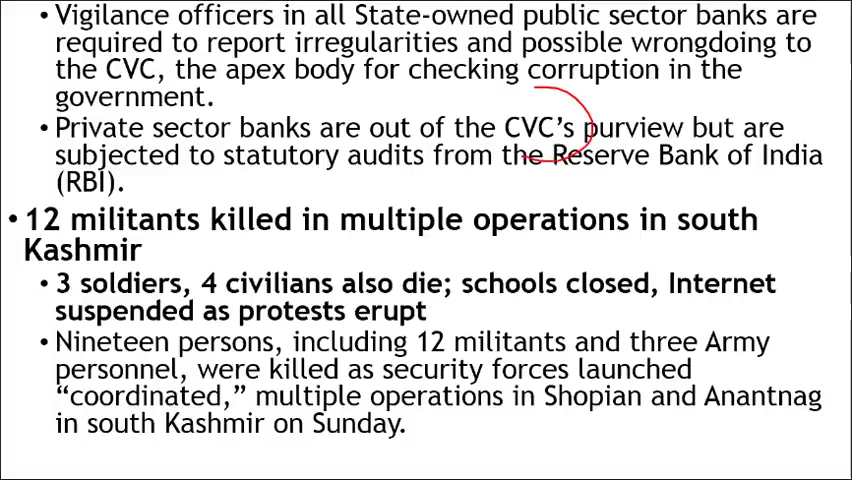 • Vigilance officers in all State-owned public sector banks are
required to report irregularities and possible wrongdoing to
the CVC, the apex body for checking corruption in the
government.
• Private sector banks are out of the CVC’s purview but are
subjected to statutory audits from the Reserve Bank of India
(RBI).
• 12 militants killed in multiple operations in south
Kashmir
• 3 soldiers, 4 civilians also die; schools closed, Internet
suspended as protests erupt
• Nineteen persons, including 12 militants and three Army
personnel, were killed as security forces launched
“coordinated,” multiple operations in Shopian and Anantnag
in south Kashmir on Sunday.